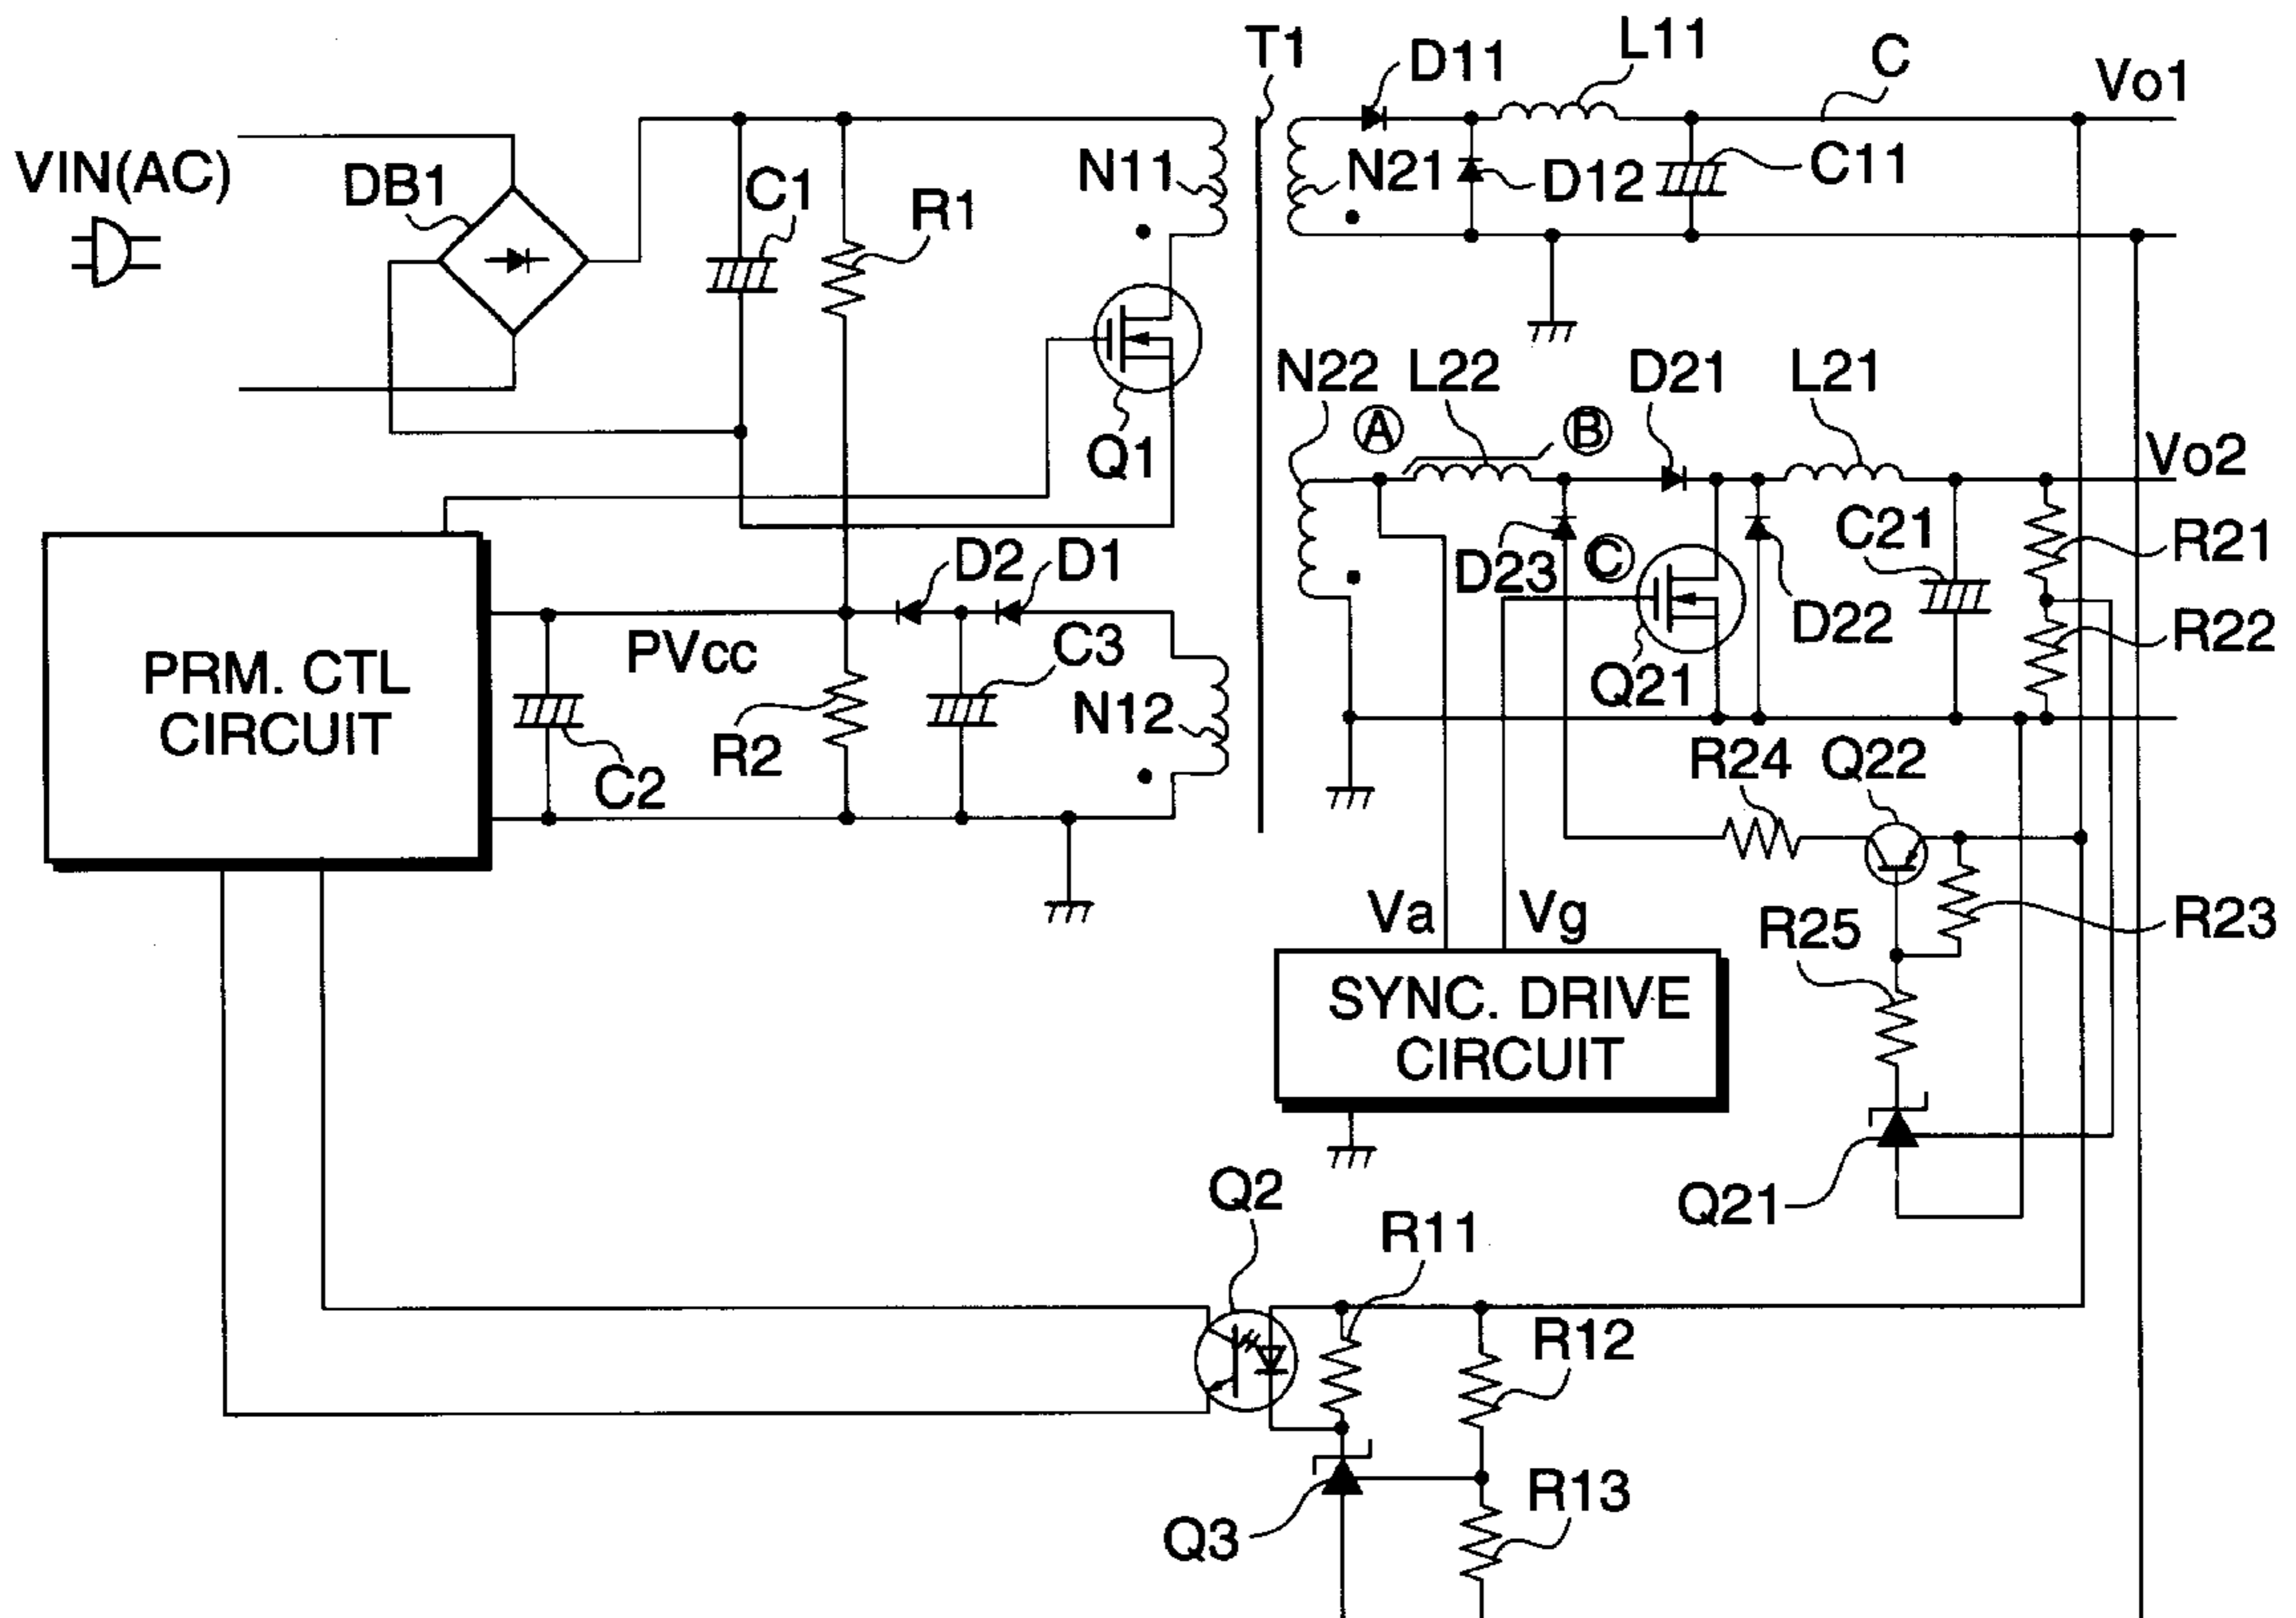 T1
D11
L11
C
Vo1
VIN(AC)
DB1
C1
R1
N11
N21
D12
C11
Q1
N22
L22
D21
L21
A
B
Vo2
D23
C
Q21
D22
C21
R21
R22
D2
D1
PVcc
C3
PRM. CTL
CIRCUIT
C2
R2
N12
R24
Q22
R23
R25
Va
Vg
SYNC. DRIVE
CIRCUIT
Q21
Q2
R11
R12
R13
Q3